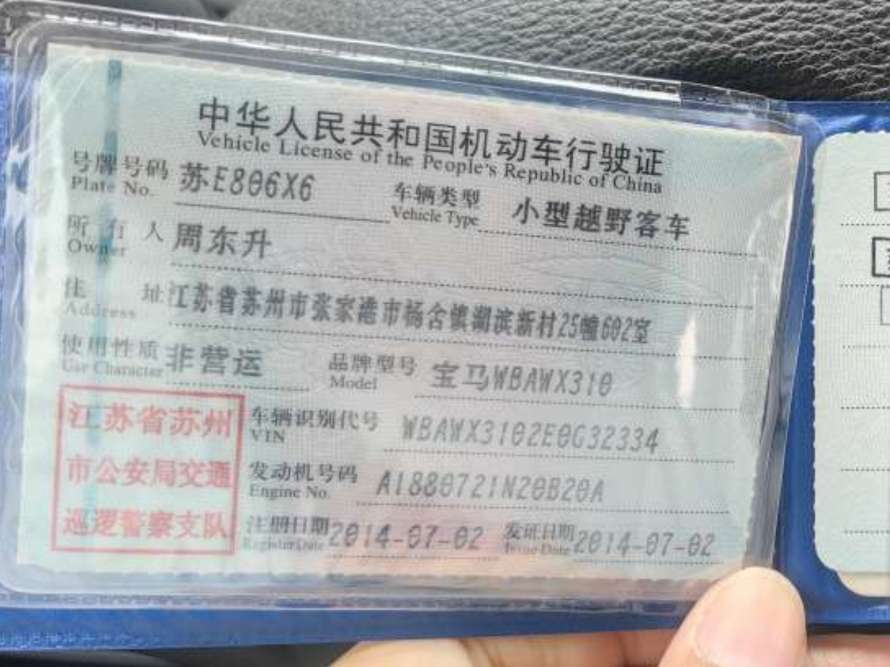 中华人民共和国机动车行驶证
Vehicle License of the People's Republic of China
号牌号码 苏E806X6 车辆类型 小型越野客车
Plate No. Vehicle Type
所有人 周东升
Owner
住址 江苏省苏州市张家港市杨舍镇湖滨新村25幢602室
Address
使用性质 非营运 品牌型号 宝马WBAWX310
Use Character Model
江苏省苏州 车辆识别代号 WBAWX3102E0G32334
VIN
市公安局交通 发动机号码 A1880721N20B20A
Engine No.
巡逻警察支队 注册日期 2014-07-02 发证日期 2014-07-02
Register Date Issue Date